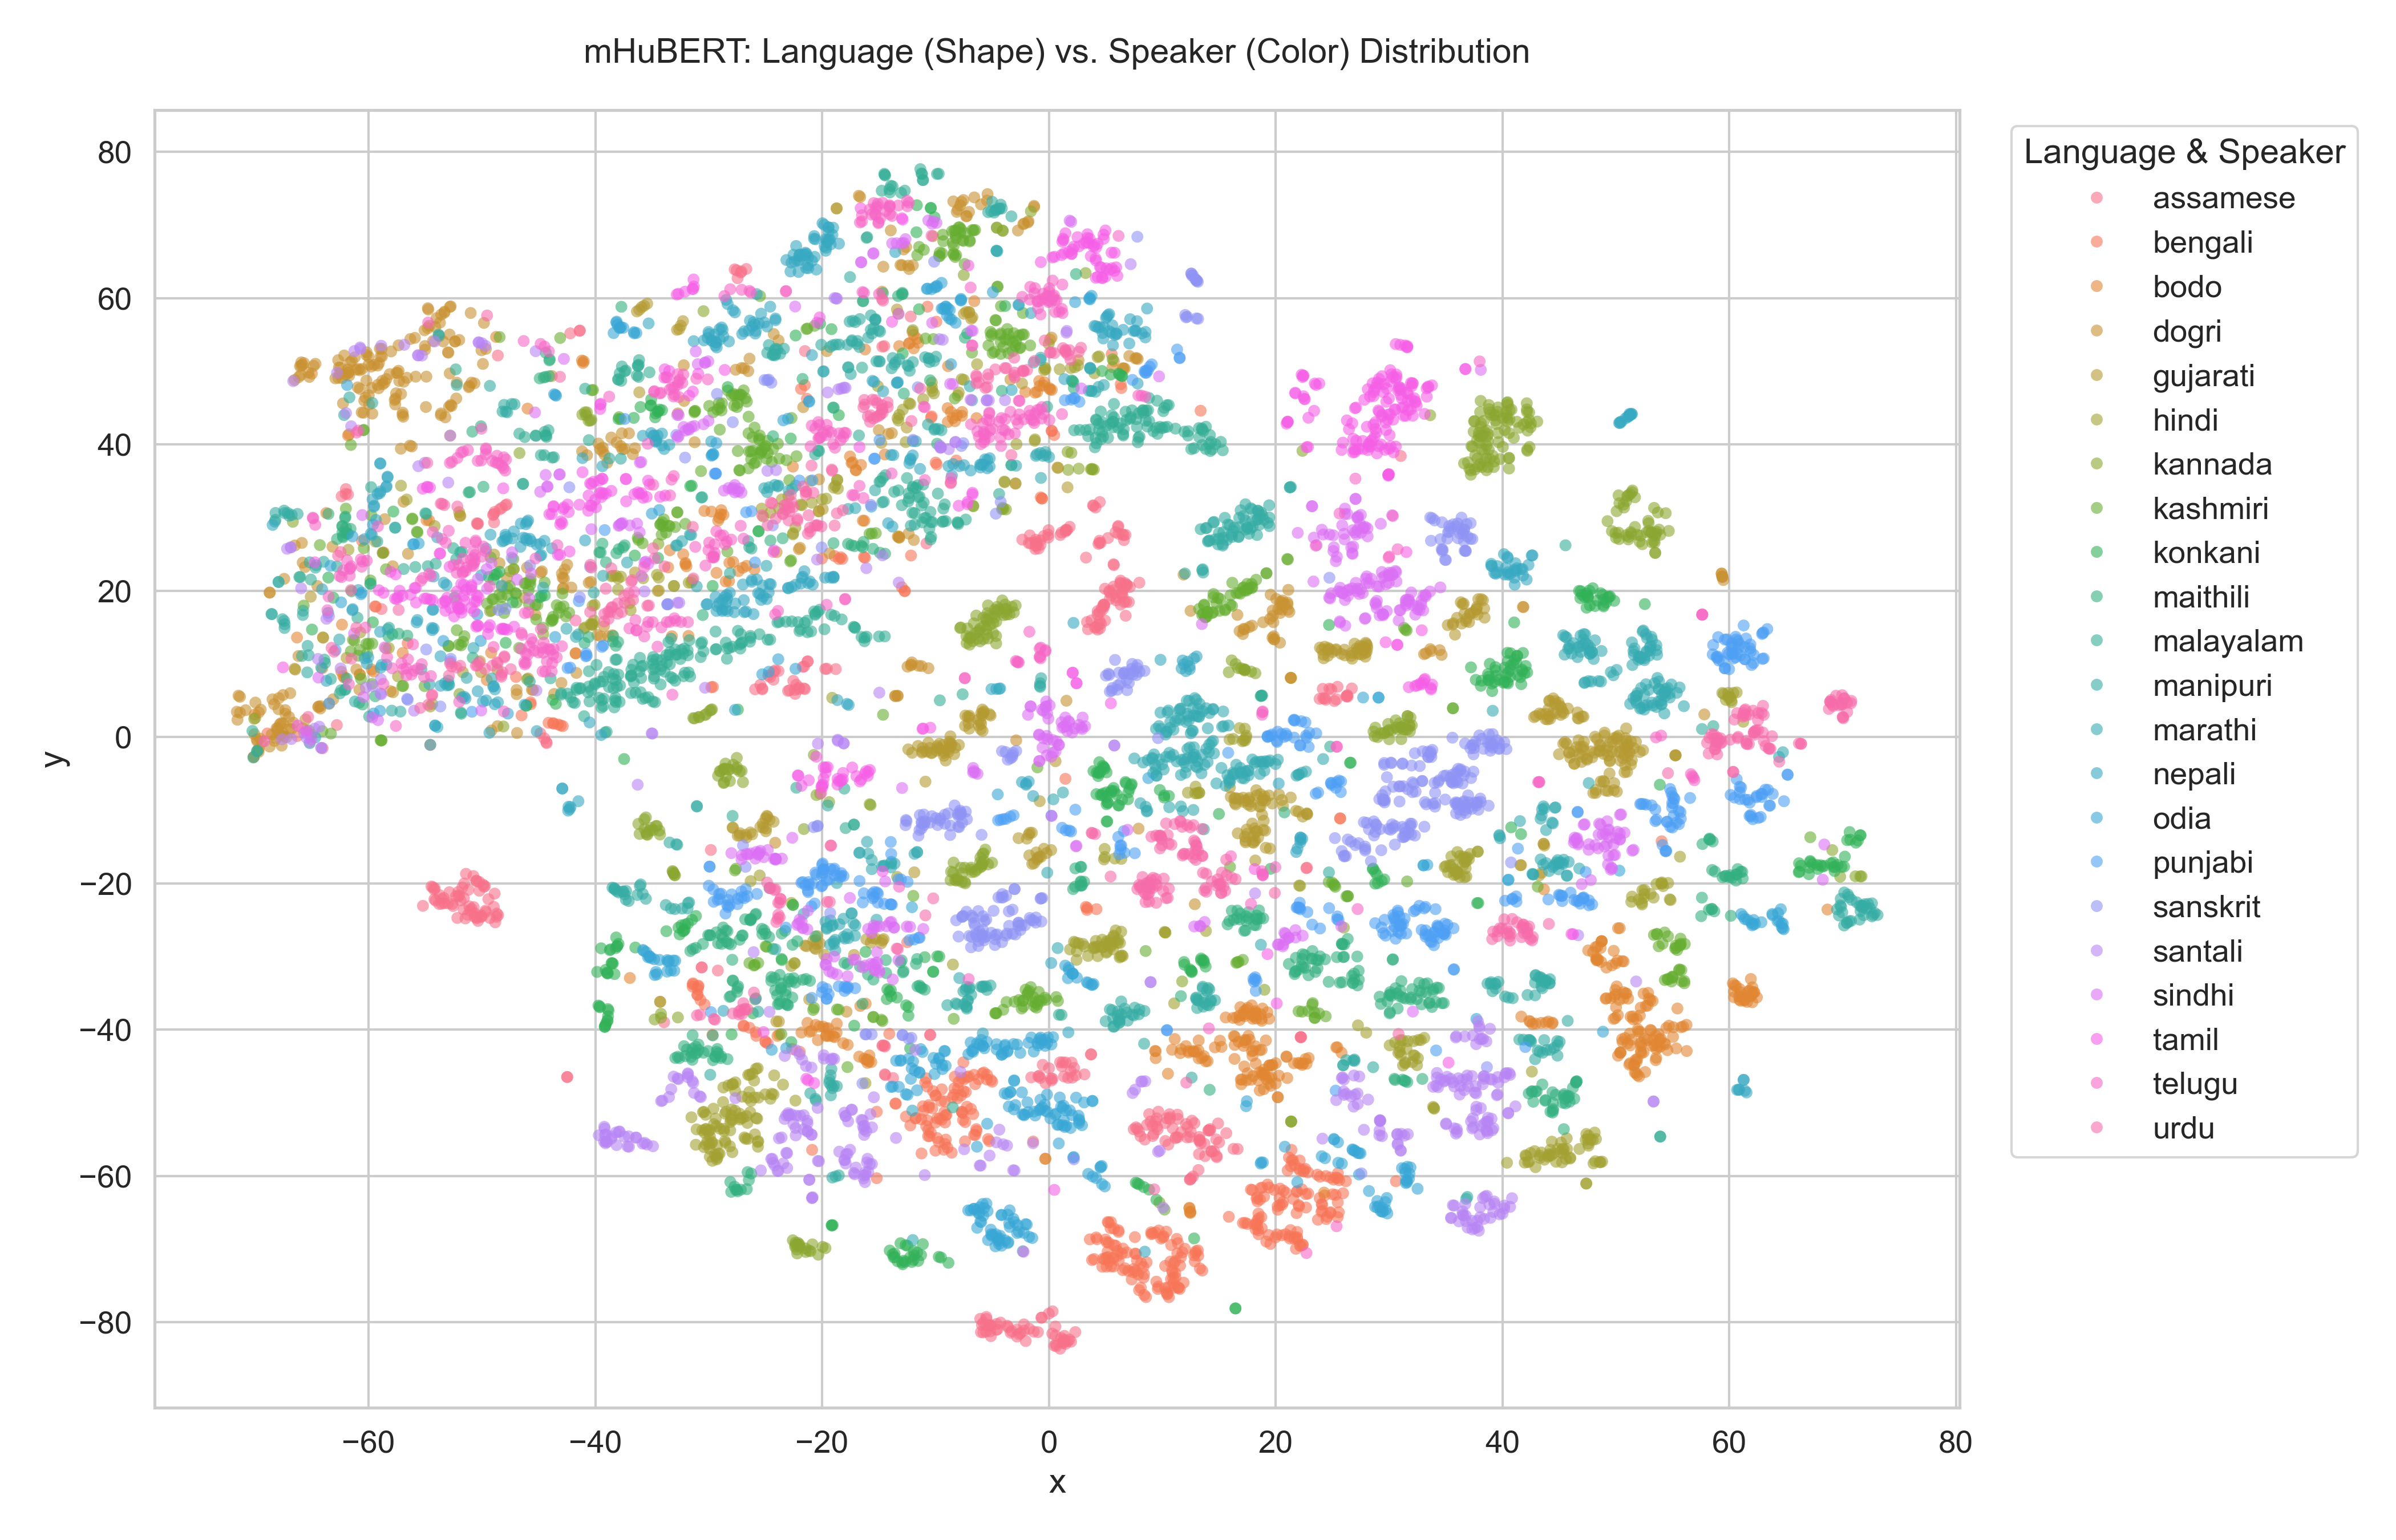 mHuBERT: Language (Shape) vs. Speaker (Color) Distribution
Language & Speaker
assamese
bengali
bodo
dogri
gujarati
hindi
kannada
kashmiri
konkani
maithili
malayalam
manipuri
marathi
nepali
odia
punjabi
sanskrit
santali
sindhi
tamil
telugu
urdu
80
60
40
20
0
−20
−40
−60
−80
y
−60
−40
−20
0
20
40
60
80
x